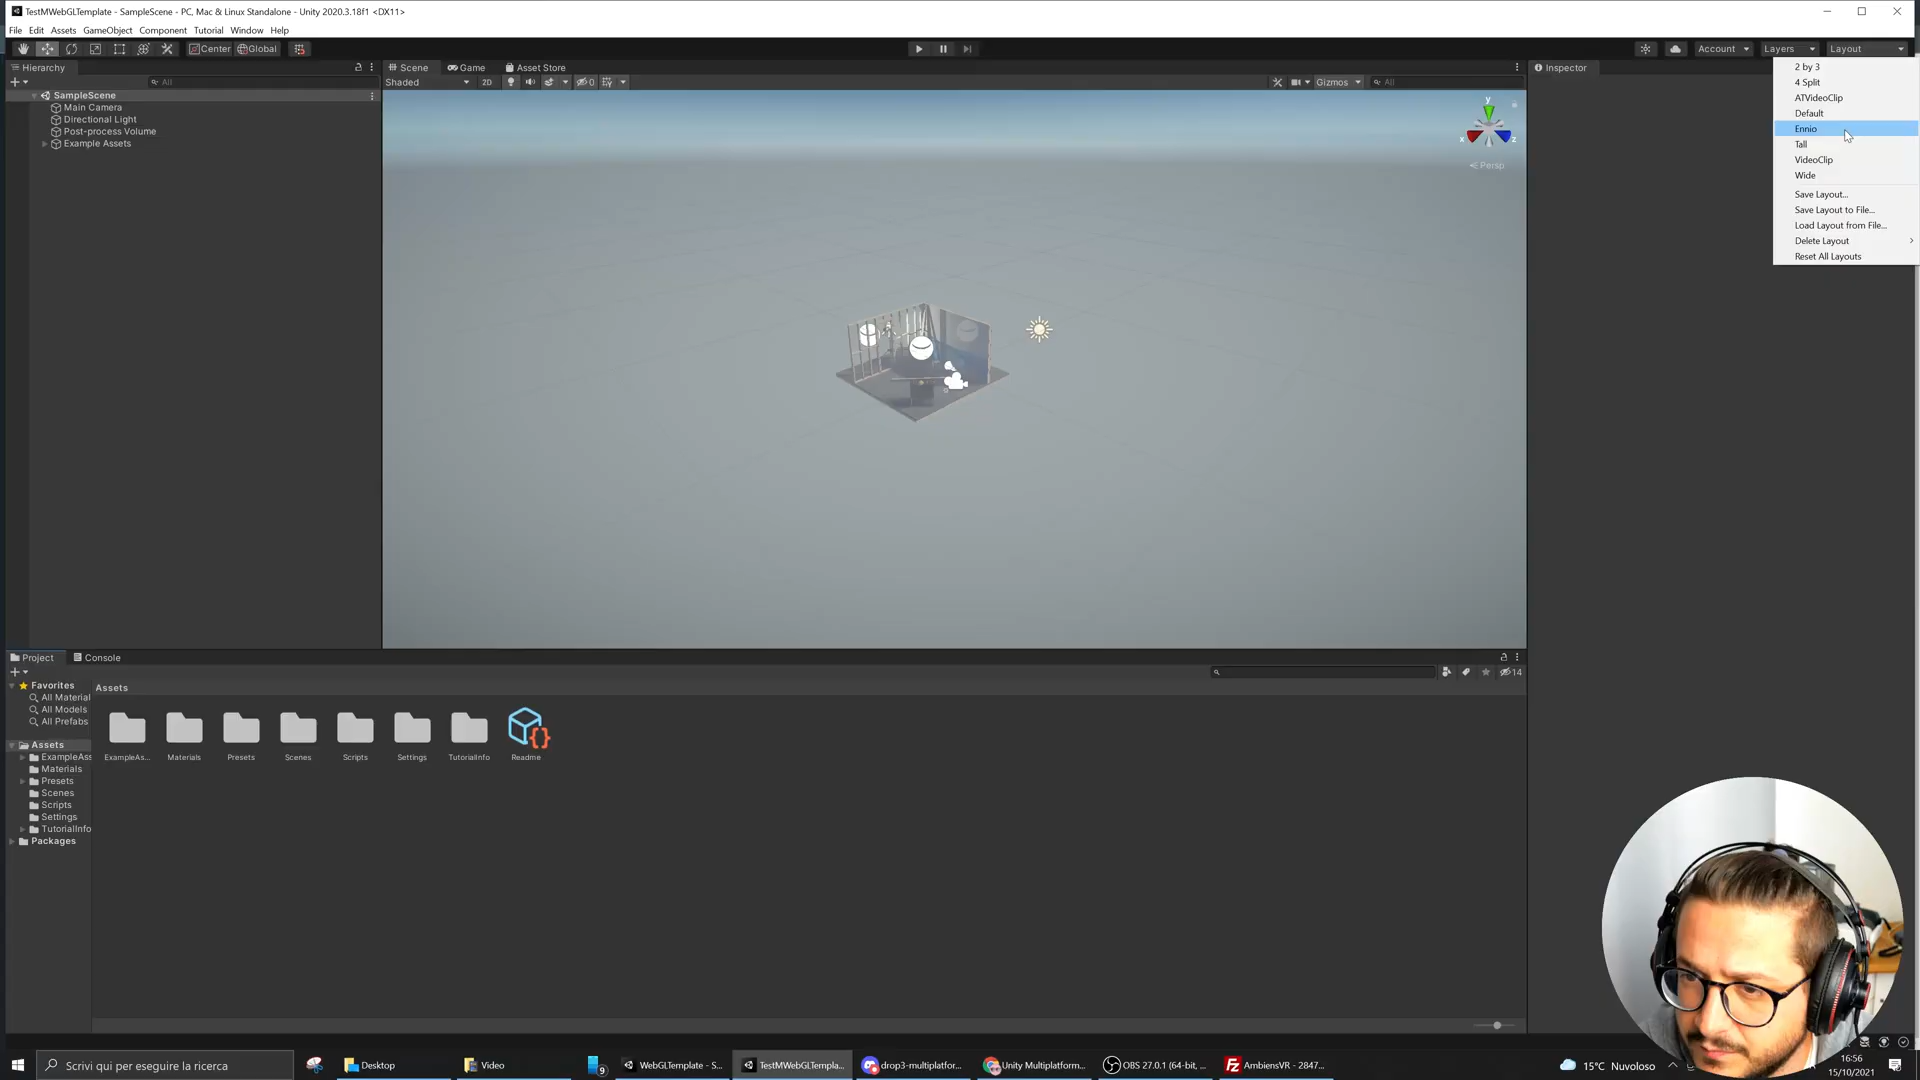 TestMWebGLTemplate - SampleScene - PC, Mac & Linux Standalone - Unity 2020.3.18f1 <DX11>
File Edit Assets GameObject Component Tutorial Window Help
Center Global Account Layers Layout
Hierarchy Scene Game Asset Store Inspector
All Shaded 2D 0 Gizmos All
2 by 3
4 Split
ATVideoClip
Default
Ennio
Tall
VideoClip
Wide
Save Layout...
Save Layout to File...
Load Layout from File...
Delete Layout
Reset All Layouts
SampleScene
Main Camera
Directional Light
Post-process Volume
Example Assets
y
x z
Persp
Project Console
14
Favorites
All Material
All Models
All Prefabs
Assets
ExampleAss
Materials
Presets
Scenes
Scripts
Settings
TutorialInfo
Packages
Assets
ExampleAs... Materials Presets Scenes Scripts Settings TutorialInfo Readme
Scrivi qui per eseguire la ricerca Desktop Video 9 WebGLTemplate - S... TestMWebGLTempla... drop3-multiplatfor... Unity Multiplatform... OBS 27.0.1 (64-bit, ... AmbiensVR - 2847... 15°C Nuvoloso
16:56
15/10/2021